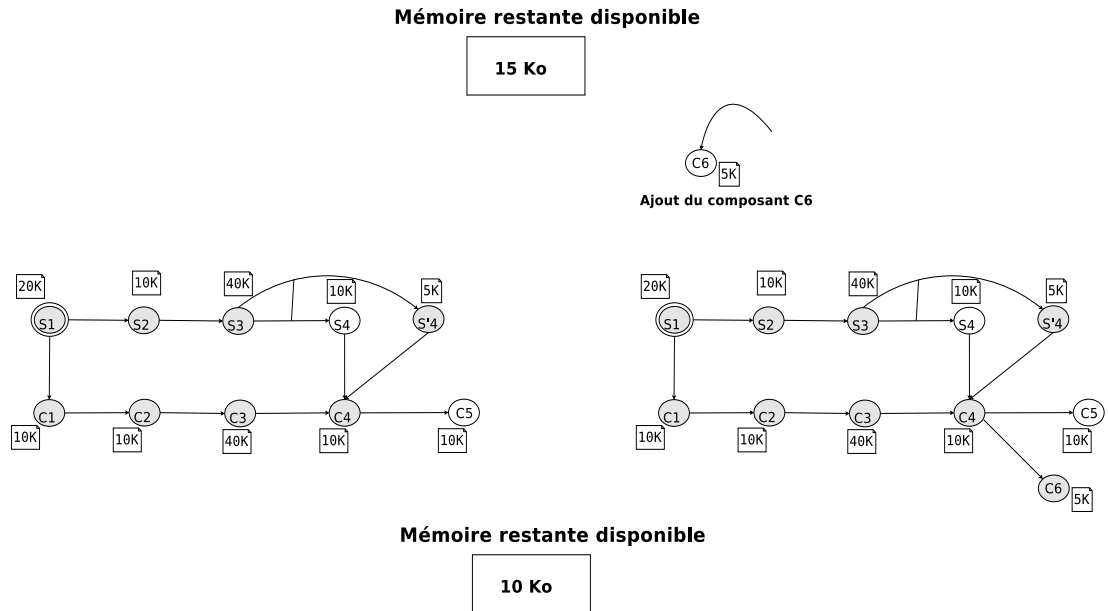 Mémoire restante disponible
15 Ko
C6
5K
Ajout du composant C6
20K
10K
40K
10K
5K
S1
S2
S3
S4
S'4
C1
C2
C3
C4
C5
10K
10K
40K
10K
10K
20K
10K
40K
10K
5K
S1
S2
S3
S4
S'4
C1
C2
C3
C4
C5
10K
10K
40K
10K
10K
C6
5K
Mémoire restante disponible
10 Ko